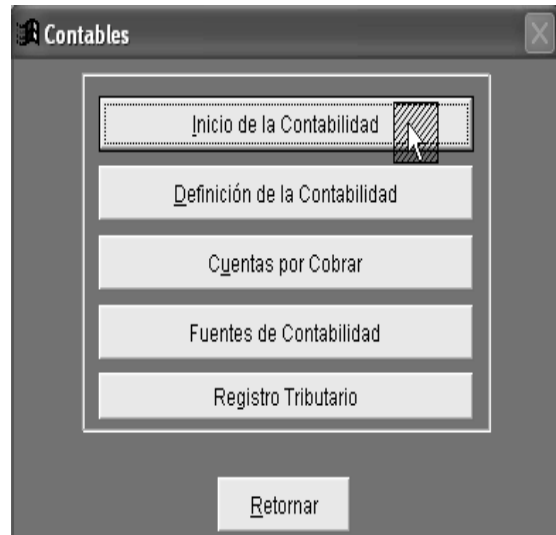 Contables
Inicio de la Contabilidad
Definición de la Contabilidad
Cuentas por Cobrar
Fuentes de Contabilidad
Registro Tributario
Retornar